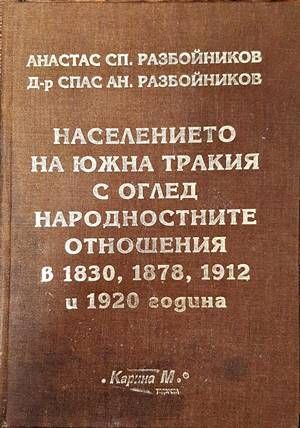 АНАСТАС СП. РАЗБОЙНИКОВ
Д-р СПАС АН. РАЗБОЙНИКОВ
НАСЕЛЕНИЕТО
НА ЮЖНА ТРАКИЯ
С ОГЛЕД
НАРОДНОСТНИТЕ
ОТНОШЕНИЯ
в 1830, 1878, 1912
и 1920 година
Карина М.